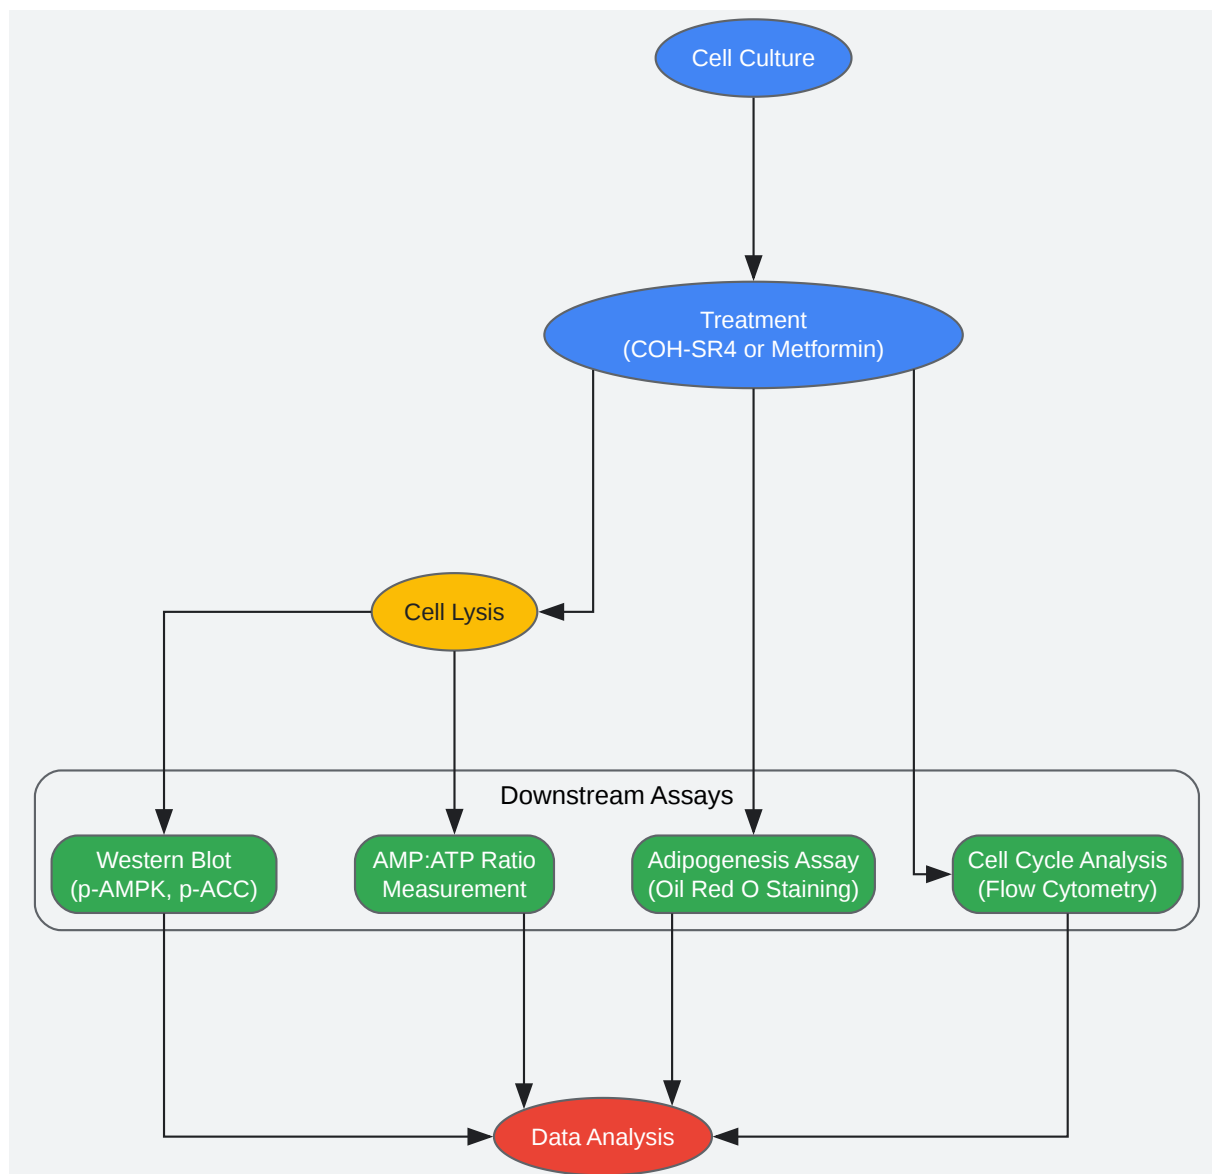 Cell Culture
Treatment
(COH-SR4 or Metformin)
Cell Lysis
Downstream Assays
Western Blot
(p-AMPK, p-ACC)
AMP:ATP Ratio
Measurement
Adipogenesis Assay
(Oil Red O Staining)
Cell Cycle Analysis
(Flow Cytometry)
Data Analysis